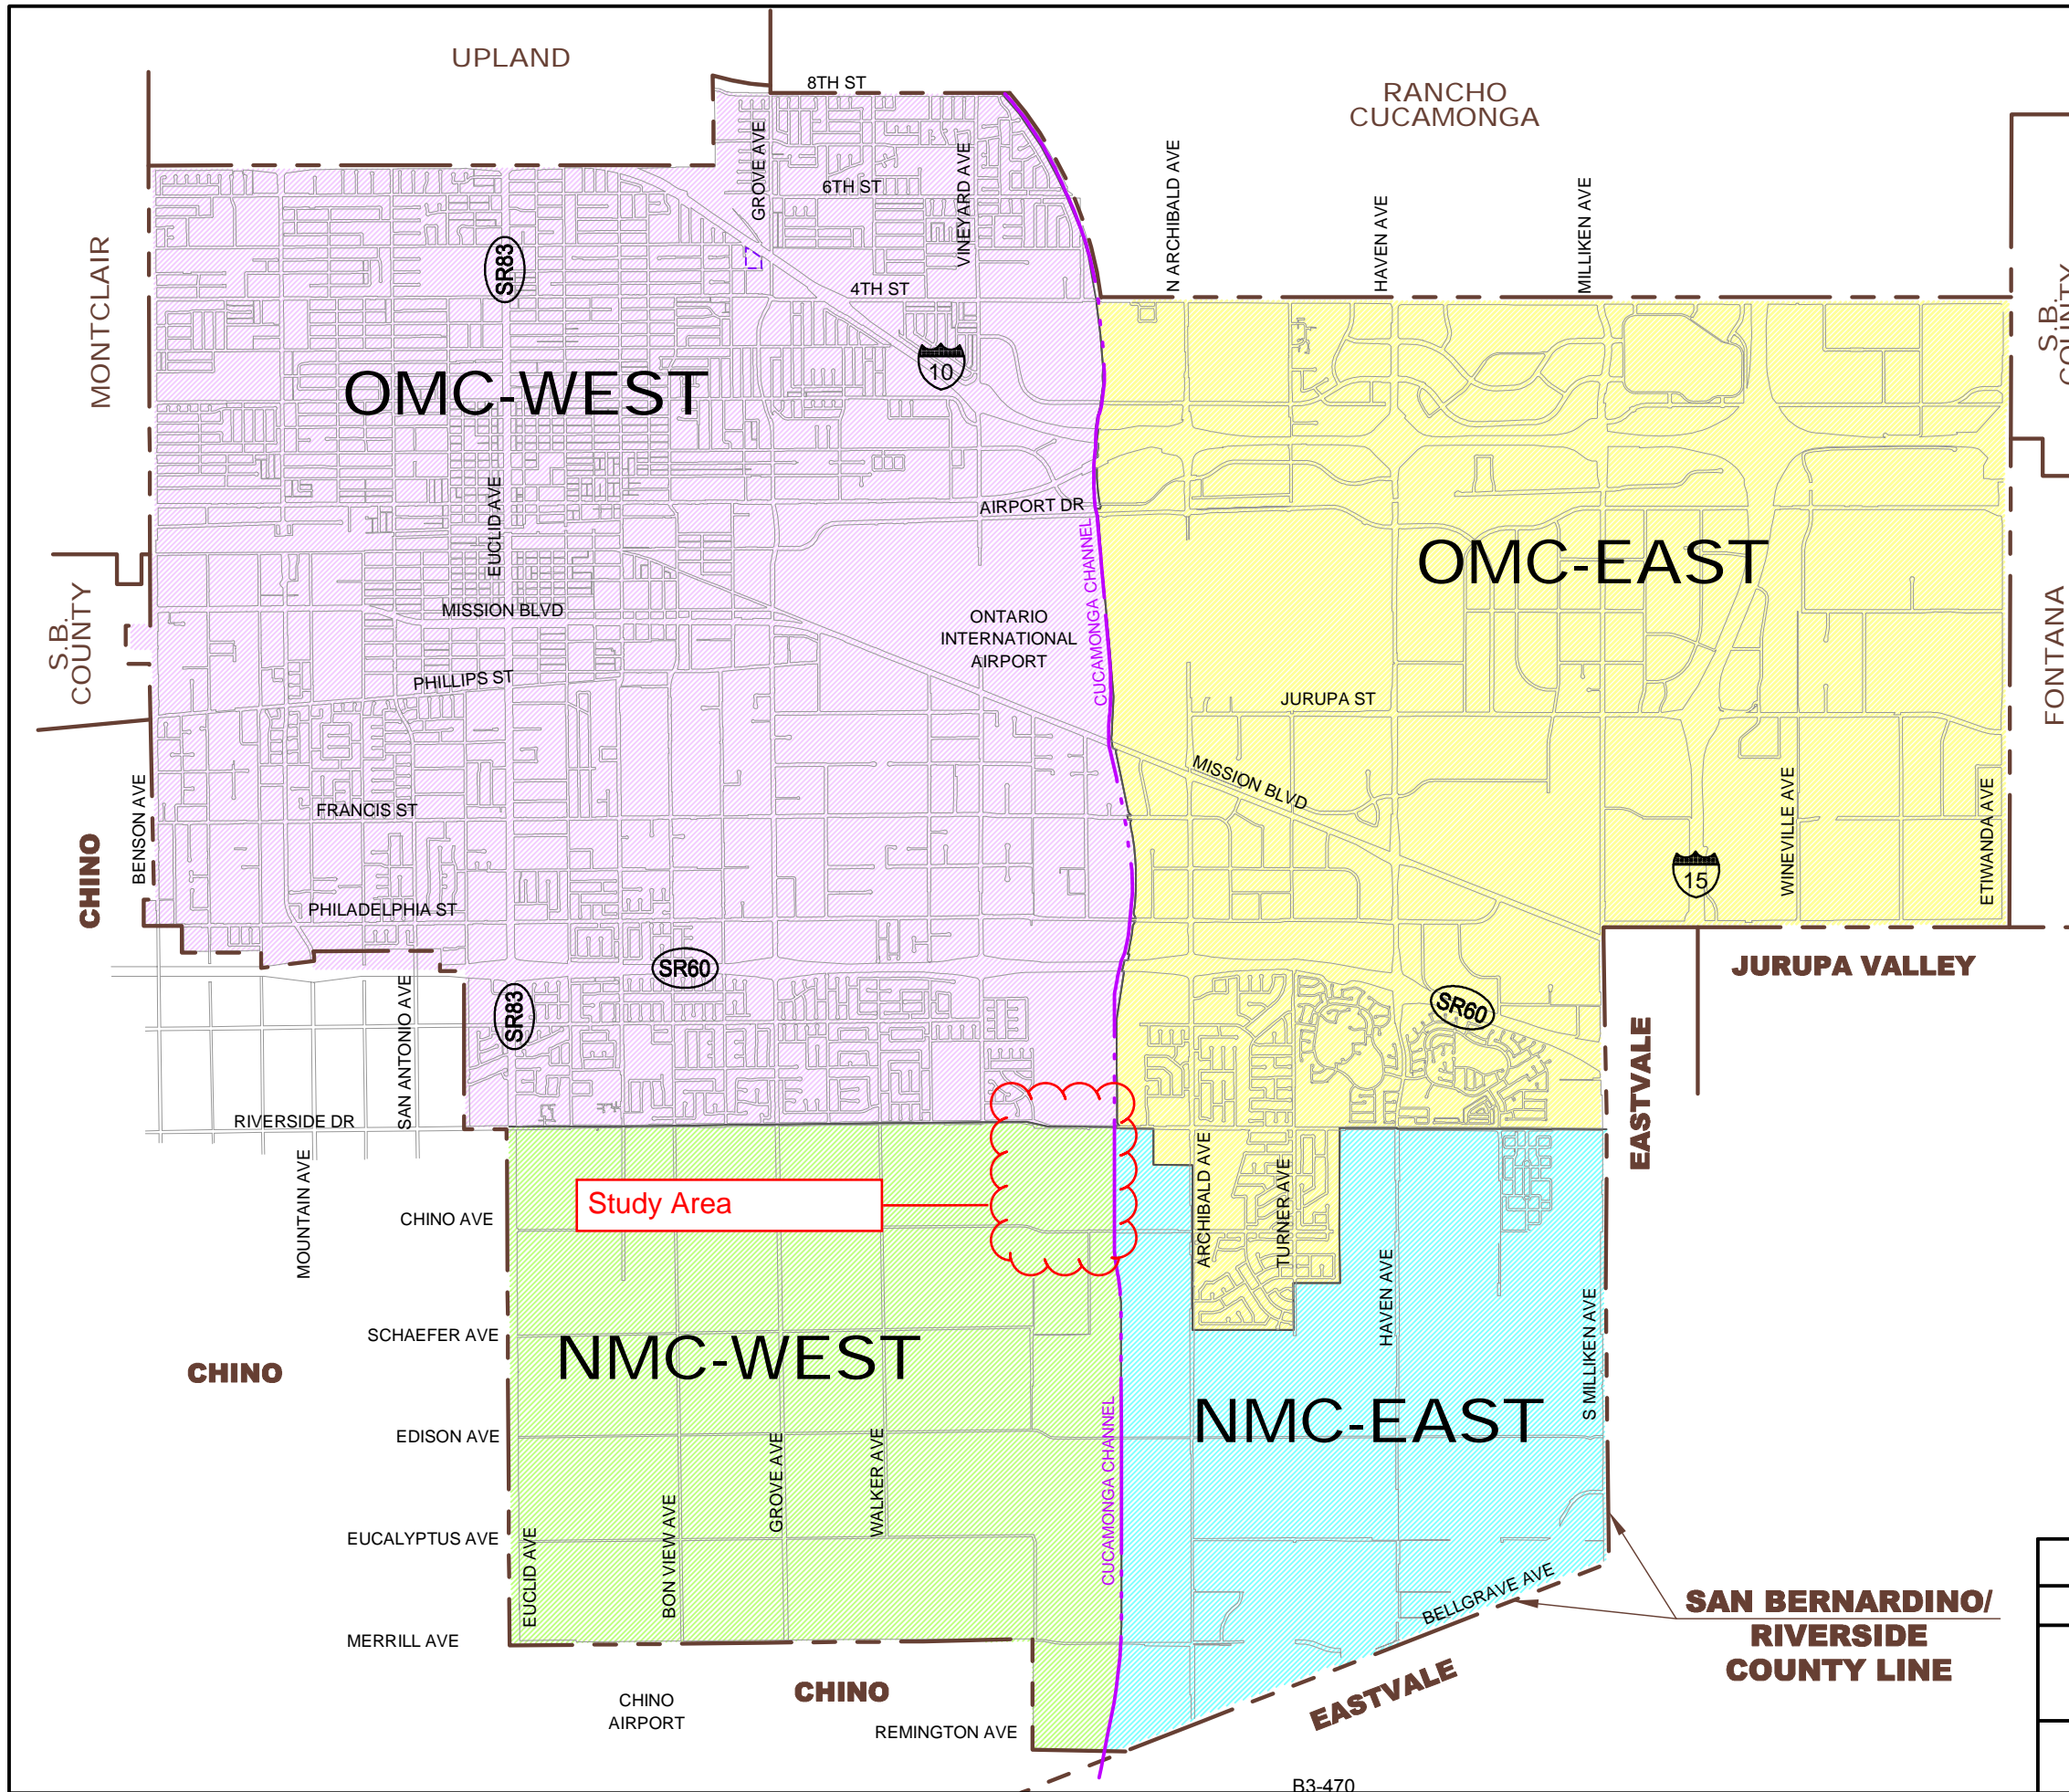 UPLAND
8TH ST
RANCHO
CUCAMONGA
GROVE AVE
6TH ST
VINEYARD AVE
N ARCHIBALD AVE
HAVEN AVE
MILLIKEN AVE
MONTCLAIR
SR83
4TH ST
S.B.
COUNTY
10
OMC-WEST
EUCLID AVE
AIRPORT DR
CUCAMONGA CHANNEL
OMC-EAST
S.B.
COUNTY
MISSION BLVD
ONTARIO
INTERNATIONAL
AIRPORT
FONTANA
PHILLIPS ST
JURUPA ST
MISSION BLVD
BENSON AVE
FRANCIS ST
WINEVILLE AVE
ETIWANDA AVE
CHINO
15
PHILADELPHIA ST
SR60
JURUPA VALLEY
SAN ANTONIO AVE
SR83
SR60
EASTVALE
RIVERSIDE DR
MOUNTAIN AVE
Study Area
ARCHIBALD AVE
TURNER AVE
CHINO AVE
HAVEN AVE
S MILLIKEN AVE
SCHAEFER AVE
NMC-WEST
CHINO
NMC-EAST
EDISON AVE
GROVE AVE
WALKER AVE
CUCAMONGA CHANNEL
BON VIEW AVE
EUCALYPTUS AVE
EUCLID AVE
BELLGRAVE AVE
SAN BERNARDINO/
RIVERSIDE
COUNTY LINE
MERRILL AVE
CHINO
EASTVALE
CHINO
AIRPORT
REMINGTON AVE
B3-470